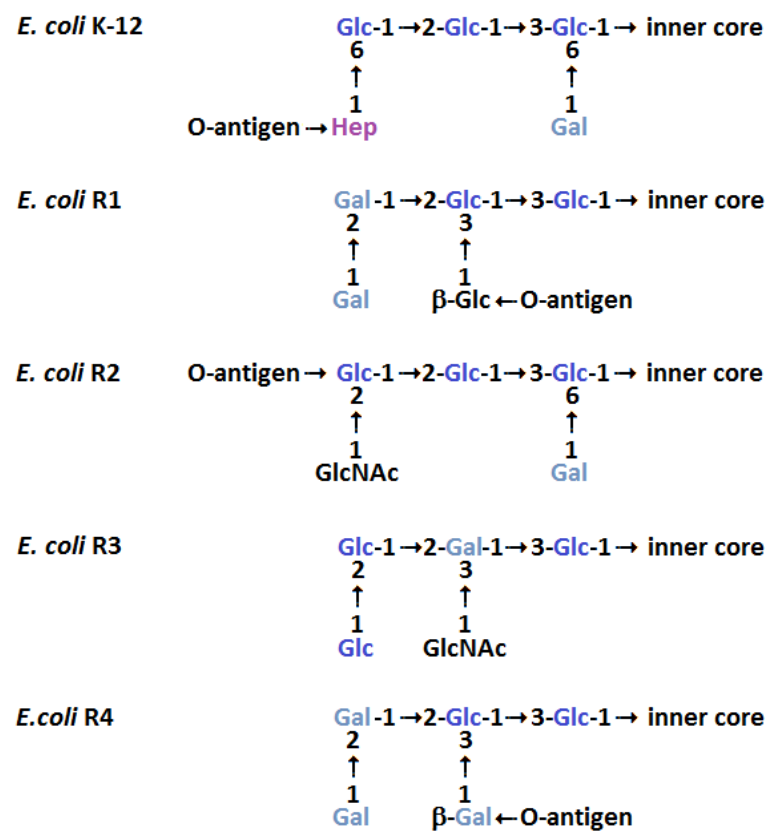 E. coli K-12 Glc-1→2-Glc-1→3-Glc-1→ inner core
6 6
↑ ↑
1 1
O-antigen→Hep Gal
E. coli R1 Gal-1→2-Glc-1→3-Glc-1→ inner core
2 3
↑ ↑
1 1
Gal β-Glc←O-antigen
E. coli R2 O-antigen→ Glc-1→2-Glc-1→3-Glc-1→ inner core
2 6
↑ ↑
1 1
GlcNAc Gal
E. coli R3 Glc-1→2-Gal-1→3-Glc-1→ inner core
2 3
↑ ↑
1 1
Glc GlcNAc
E.coli R4 Gal-1→2-Glc-1→3-Glc-1→ inner core
2 3
↑ ↑
1 1
Gal β-Gal←O-antigen